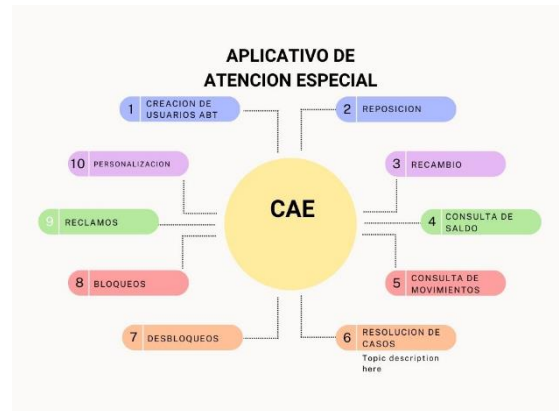 APLICATIVO DE
ATENCION ESPECIAL
1 CREACION DE
USUARIOS ABT
2 REPOSICION
10 PERSONALIZACION
3 RECAMBIO
CAE
9 RECLAMOS
4 CONSULTA DE
SALDO
8 BLOQUEOS
5 CONSULTA DE
MOVIMIENTOS
7 DESBLOQUEOS
6 RESOLUCION DE
CASOS
Topic description
here